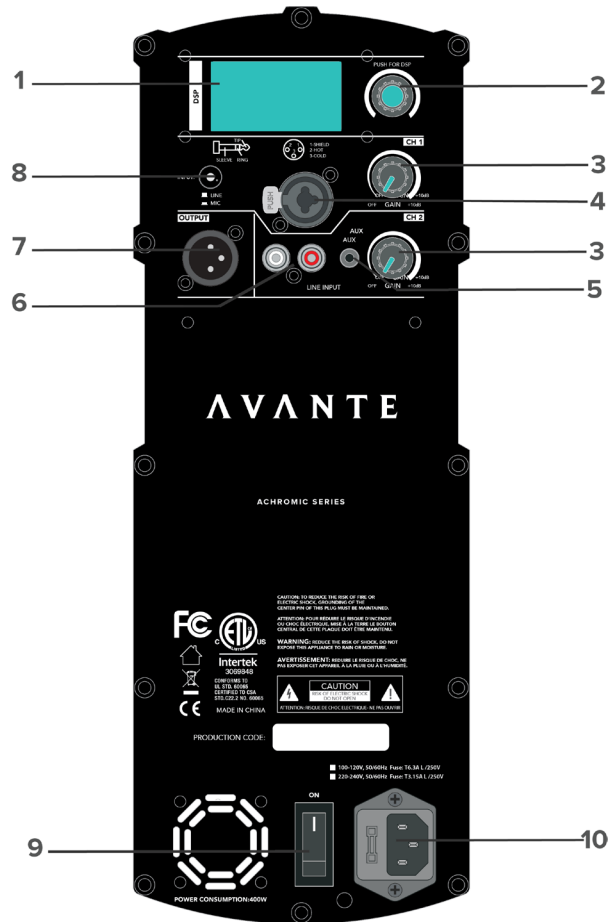 DSP
PUSH FOR DSP
1
2
TIP
SLEEVE RING
1-SHIELD
2-HOT
3-COLD
CH 1
3
8
LINE
MIC
PUSH
OFF GAIN +10dB
4
OUTPUT
7
AUX
AUX
CH 2
3
OFF GAIN +10dB
5
6
LINE INPUT
AVANTE
ACHROMIC SERIES
CAUTION: TO REDUCE THE RISK OF FIRE OR
ELECTRIC SHOCK, GROUNDING OF THE
CENTER PIN OF THIS PLUG MUST BE MAINTAINED.
ATTENTION: POUR RÉDUIRE LE RISQUE D'INCENDIE
OU CHOC ÉLECTRIQUE, MISE À LA TERRE LE BOUTON
CENTRAL DE CETTE PLAQUE DOIT ÊTRE MAINTENU.
WARNING: REDUCE THE RISK OF SHOCK, DO NOT
EXPOSE THIS APPLIANCE TO RAIN OR MOISTURE.
AVERTISSEMENT: REDUIRE LE RISQUE DE CHOC, NE
PAS EXPOSER CET APPAREIL À LA PLUIE OU À L'HUMIDITÉ.
FC
C ETL US
LISTED
Intertek
3069848
CONFORMS TO
UL STD. 60065
CERTIFIED TO CSA
STD.C22.2 NO. 60065
CE
MADE IN CHINA
CAUTION
RISK OF ELECTRIC SHOCK
DO NOT OPEN
ATTENTION: RISQUE DE CHOC ELECTRIQUE- NE PAS OUVRIR
PRODUCTION CODE:
100-120V, 50/60Hz Fuse: T6.3A L /250V
220-240V, 50/60Hz Fuse: T3.15A L /250V
ON
9
10
POWER CONSUMPTION:400W